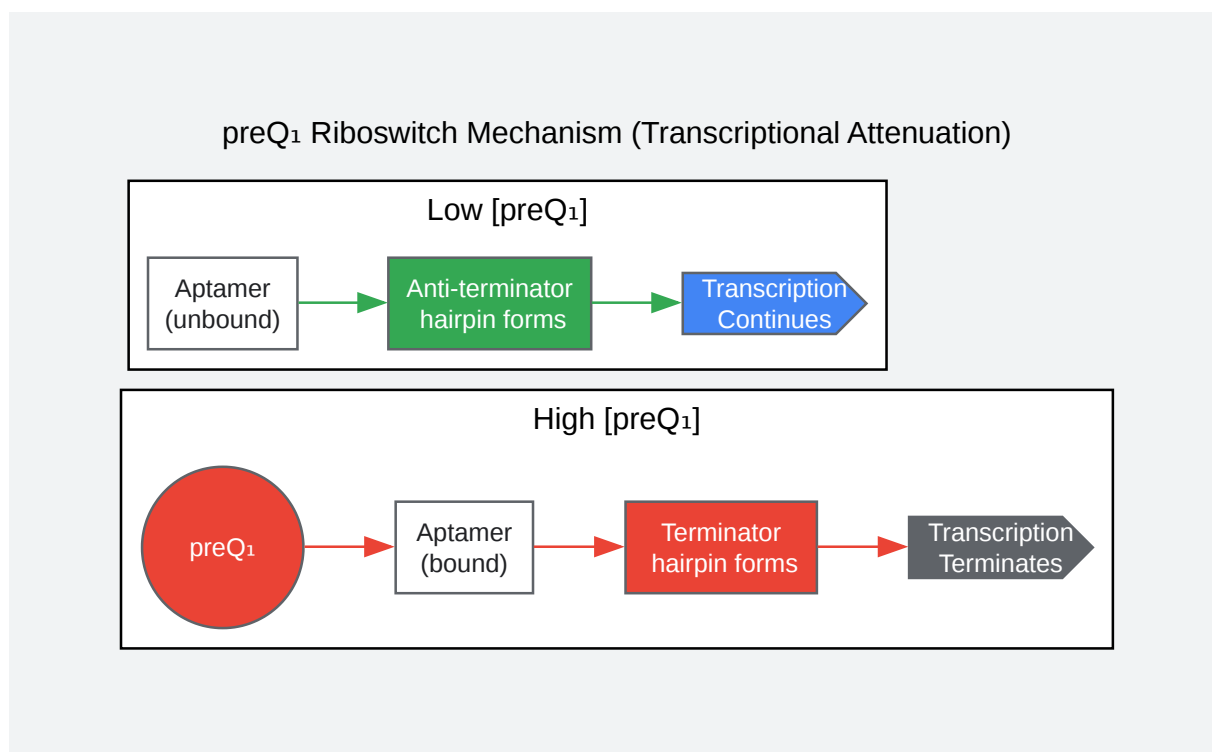 preQ₁ Riboswitch Mechanism (Transcriptional Attenuation)
Low [preQ₁]
Aptamer
(unbound)
Anti-terminator
hairpin forms
Transcription
Continues
High [preQ₁]
preQ₁
Aptamer
(bound)
Terminator
hairpin forms
Transcription
Terminates